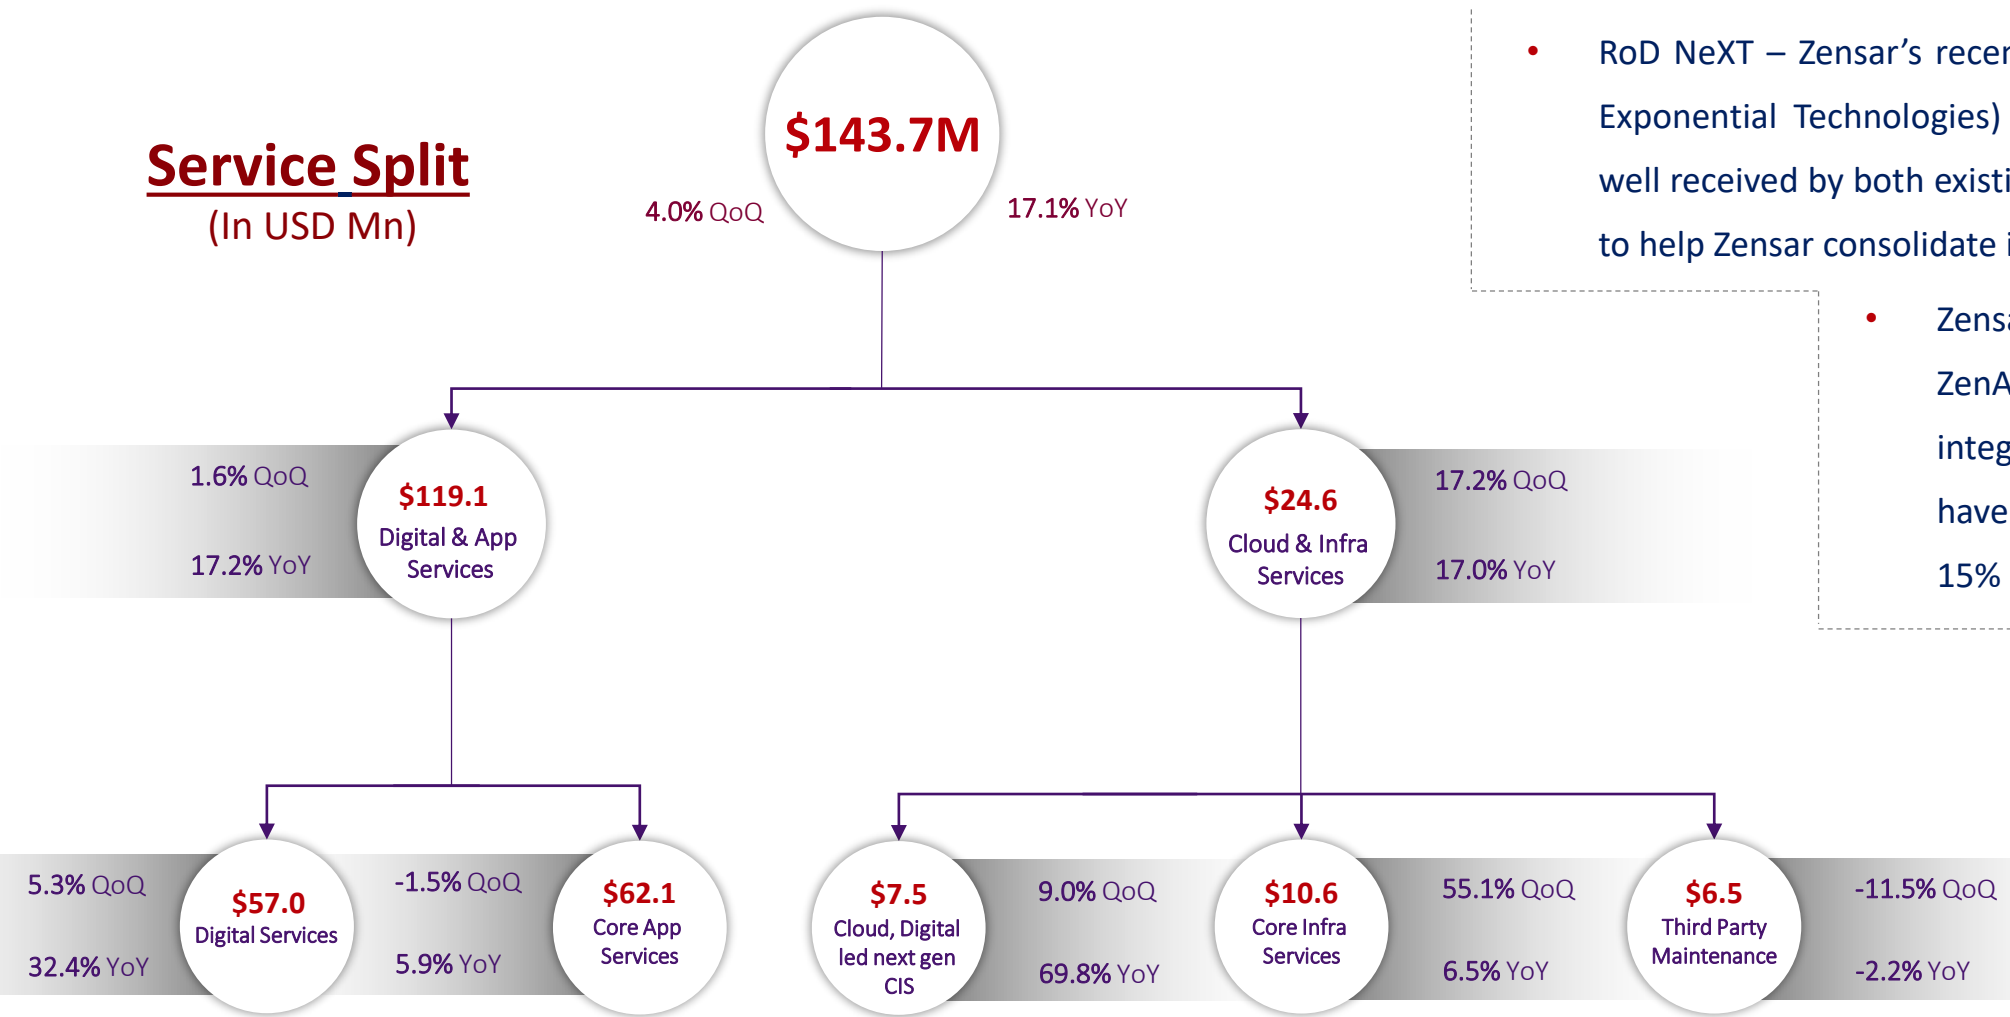 Service Split
(In USD Mn)
$143.7M
4.0% QoQ
17.1% YoY
• RoD NeXT – Zensar’s
Exponential Technologies)
well received by both
to help Zensar consolidate
•
15%
integ
have
1.6% QoQ
17.2% YoY
$119.1
Digital & App
Services
$24.6
Cloud & Infra
Services
17.2% QoQ
17.0% YoY
5.3% QoQ
32.4% YoY
$57.0
Digital Services
-1.5% QoQ
5.9% YoY
$62.1
Core App
Services
$7.5
Cloud, Digital
led next gen
CIS
9.0% QoQ
69.8% YoY
$10.6
Core Infra
Services
55.1% QoQ
6.5% YoY
$6.5
Third Party
Maintenance
-11.5% QoQ
-2.2% YoY